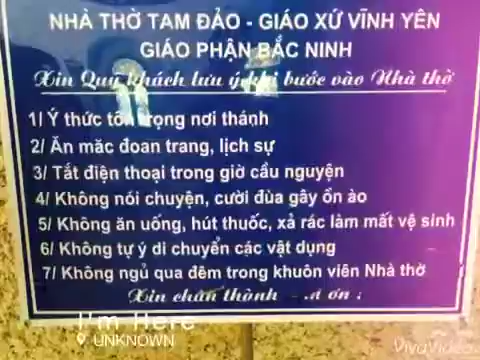 NHÀ THỜ TAM ĐẢO - GIÁO XỨ VĨNH YÊN
GIÁO PHẬN BẮC NINH
Xin Quý khách lưu ý khi bước vào Nhà thờ
1/ Ý thức tôn trọng nơi thánh
2/ Ăn mặc đoan trang, lịch sự
3/ Tắt điện thoại trong giờ cầu nguyện
4/ Không nói chuyện, cười đùa gây ồn ào
5/ Không ăn uống, hút thuốc, xả rác làm mất vệ sinh
6/ Không tự ý di chuyển các vật dụng
7/ Không ngủ qua đêm trong khuôn viên Nhà thờ
Xin chân thành ơn
I'm Here
UNKNOWN
VivaVideo